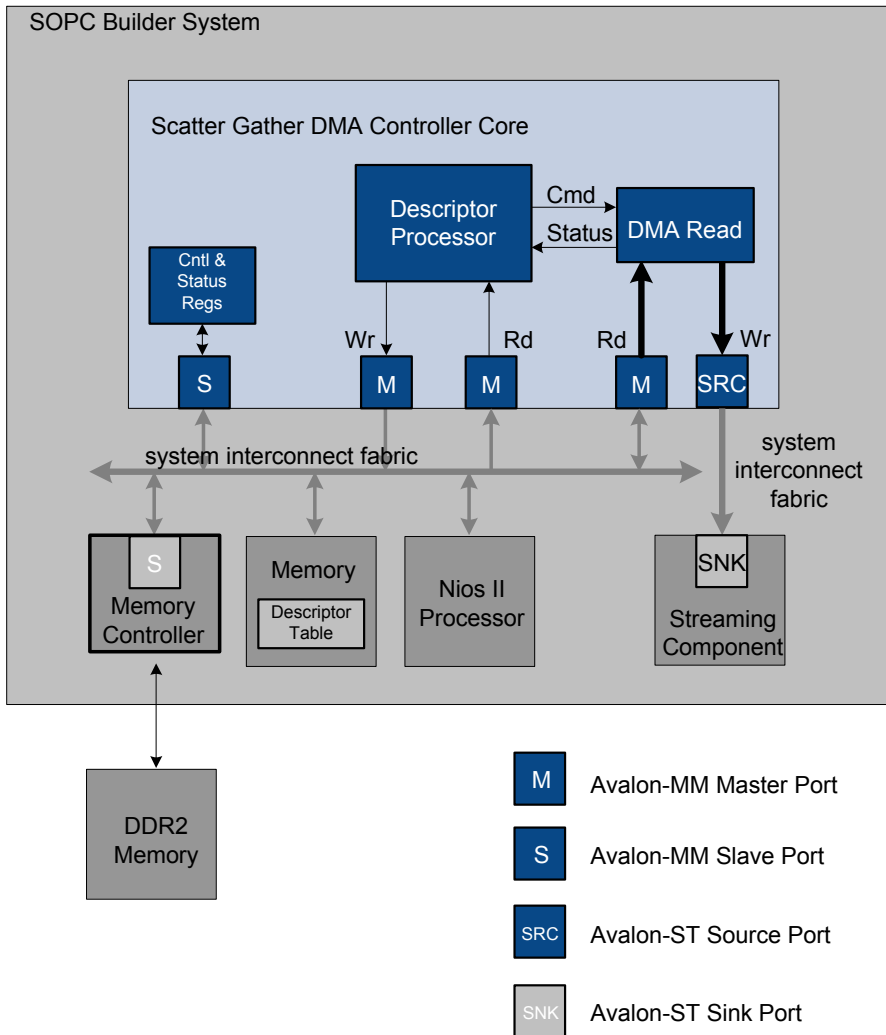 SOPC Builder System
Scatter Gather DMA Controller Core
Descriptor
Processor
Cmd
Status
DMA Read
Cntl &
Status
Regs
Wr
Rd
Rd
Wr
S
M
M
M
SRC
system interconnect fabric
system
interconnect
fabric
S
Memory
Controller
Memory
Descriptor
Table
Nios II
Processor
SNK
Streaming
Component
DDR2
Memory
M
Avalon-MM Master Port
S
Avalon-MM Slave Port
SRC
Avalon-ST Source Port
SNK
Avalon-ST Sink Port